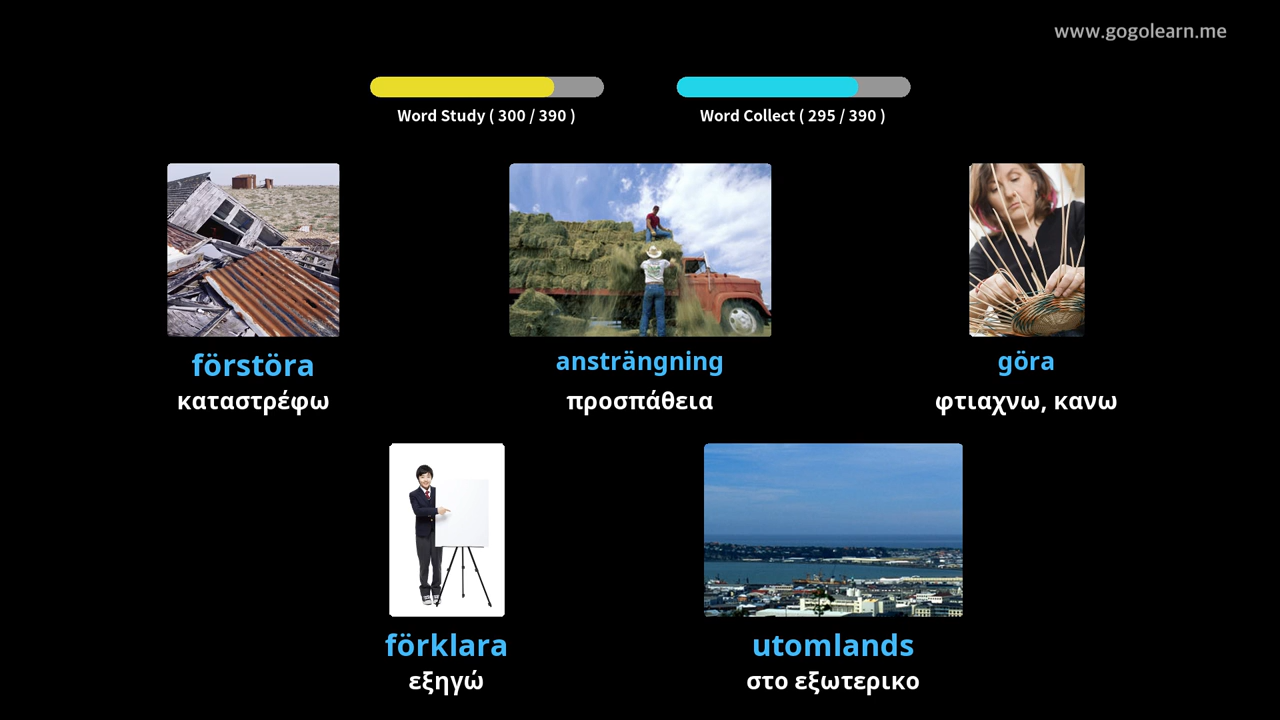 www.gogolearn.me
Word Study ( 300 / 390 )
Word Collect ( 295 / 390 )
förstöra
ansträngning
göra
καταστρέφω
προσπάθεια
φτιαχνω, κανω
förklara
utomlands
εξηγώ
στο εξωτερικο